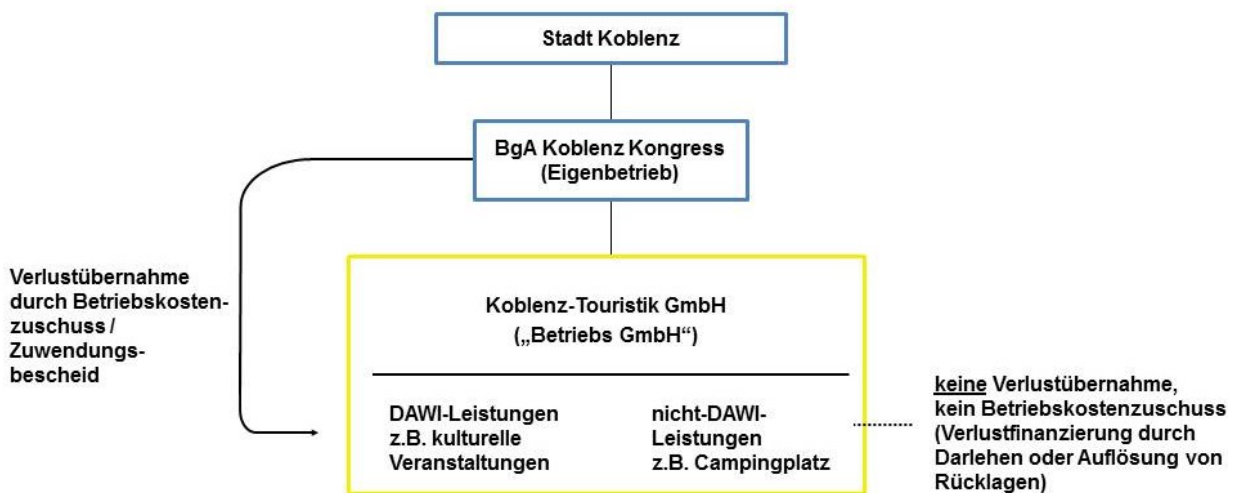 Stadt Koblenz
BgA Koblenz Kongress
(Eigenbetrieb)
Verlustübernahme
durch Betriebskosten-
zuschuss /
Zuwendungs-
bescheid
Koblenz-Touristik GmbH
(„Betriebs GmbH“)
DAWI-Leistungen
z.B. kulturelle
Veranstaltungen
nicht-DAWI-
Leistungen
z.B. Campingplatz
keine Verlustübernahme,
kein Betriebskostenzuschuss
(Verlustfinanzierung durch
Darlehen oder Auflösung von
Rücklagen)